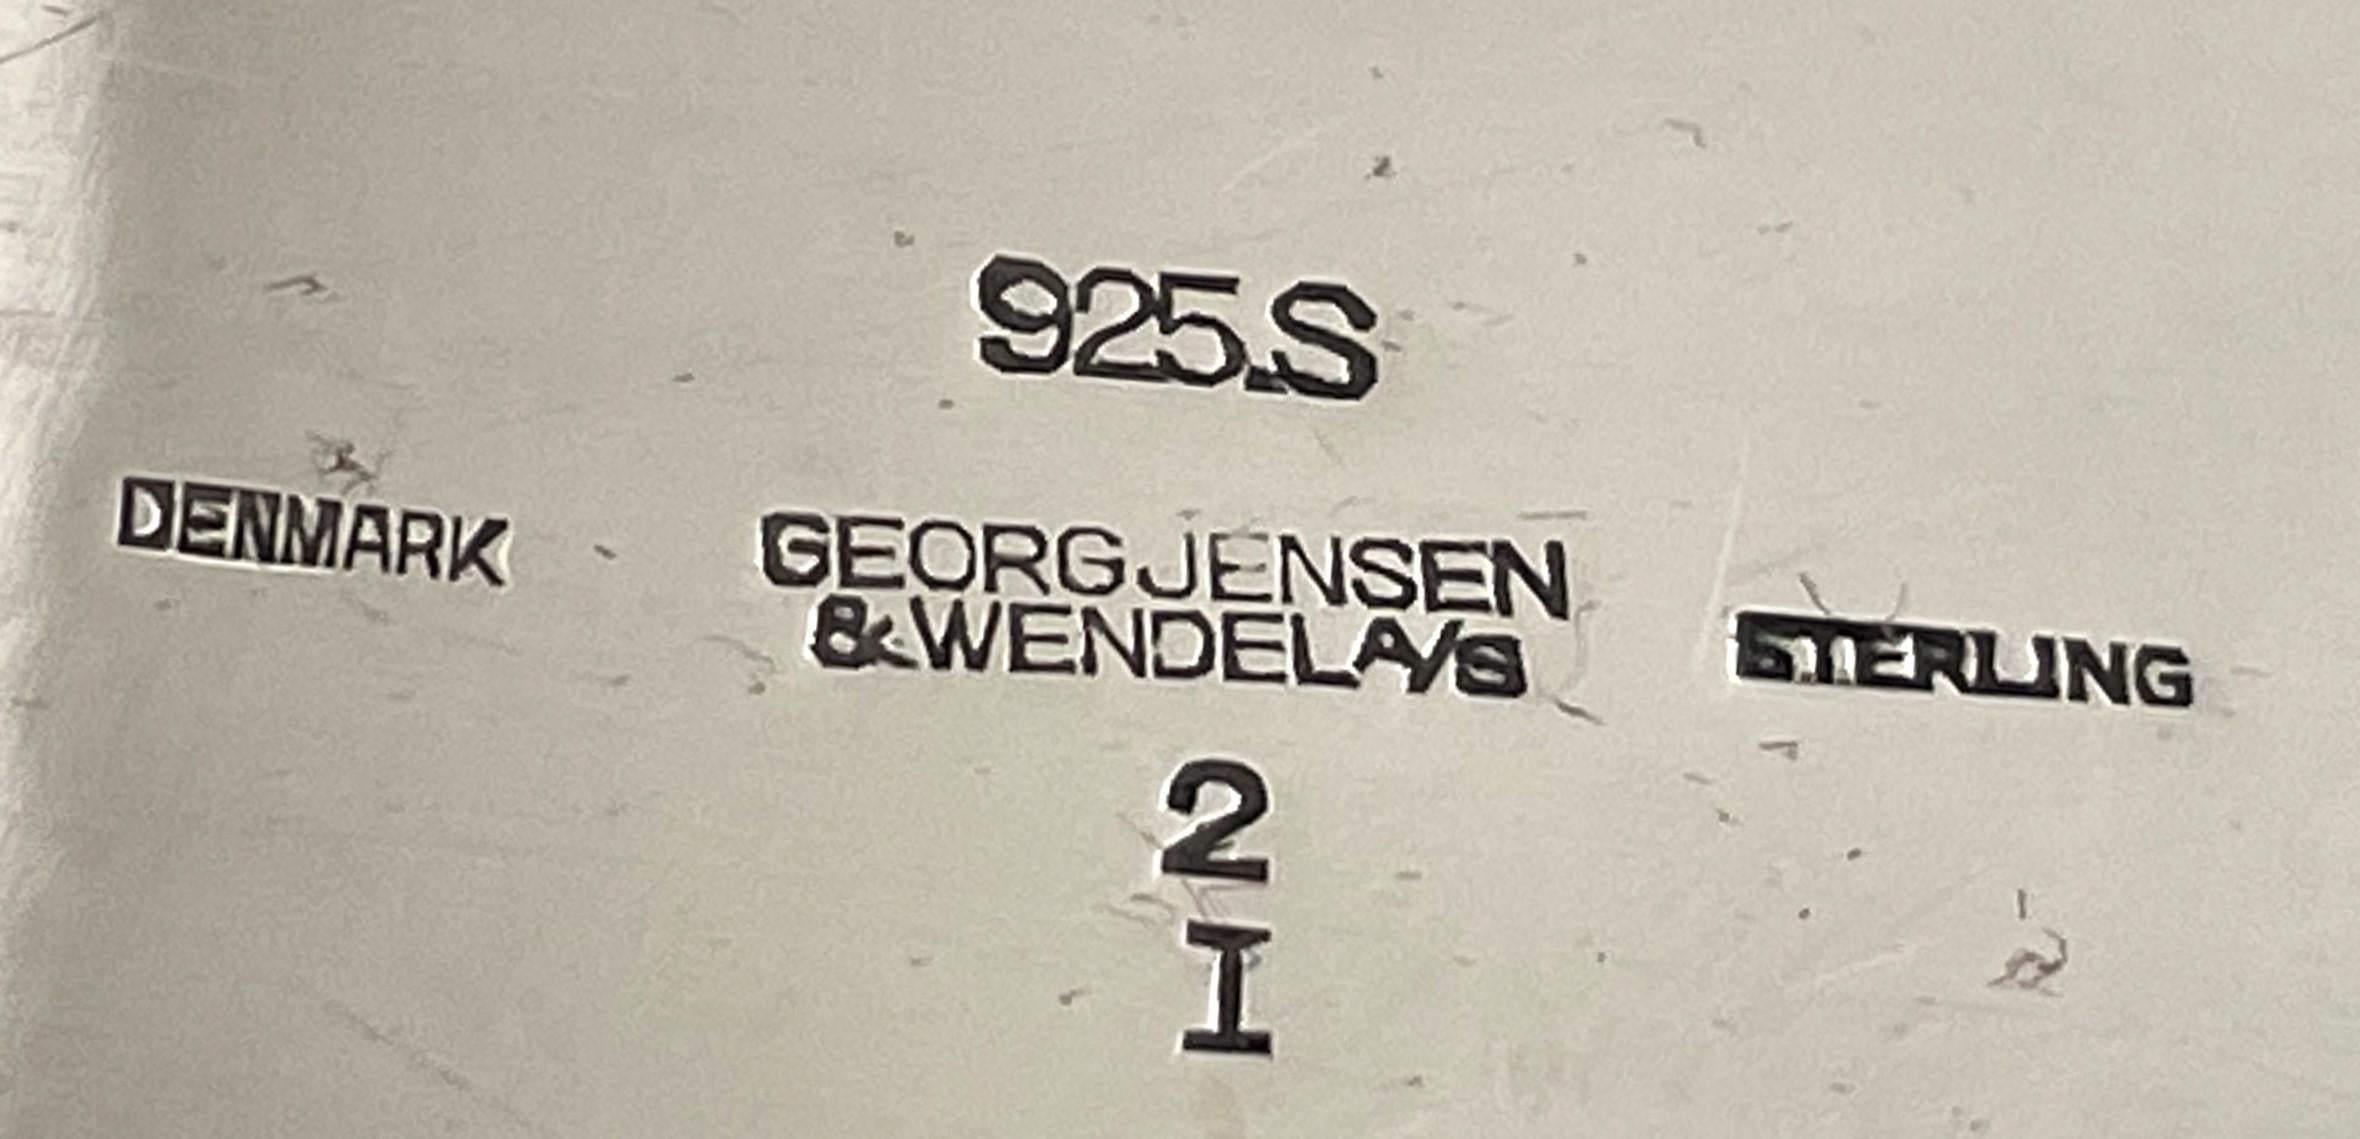 925.S
DENMARK GEORG JENSEN STERLING
& WENDEL A/S
2
I